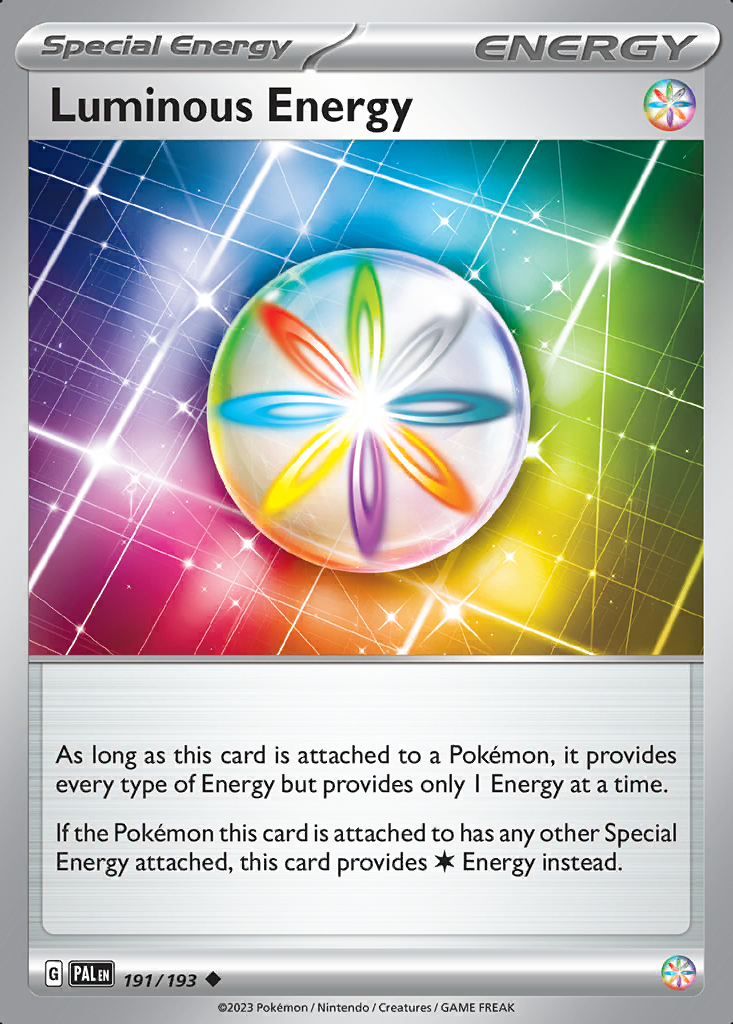 Special Energy
ENERGY
Luminous Energy
As long as this card is attached to a Pokémon, it provides
every type of Energy but provides only 1 Energy at a time.
If the Pokémon this card is attached to has any other Special
Energy attached, this card provides Energy instead.
G PAL EN 191/193
©2023 Pokémon / Nintendo / Creatures / GAME FREAK